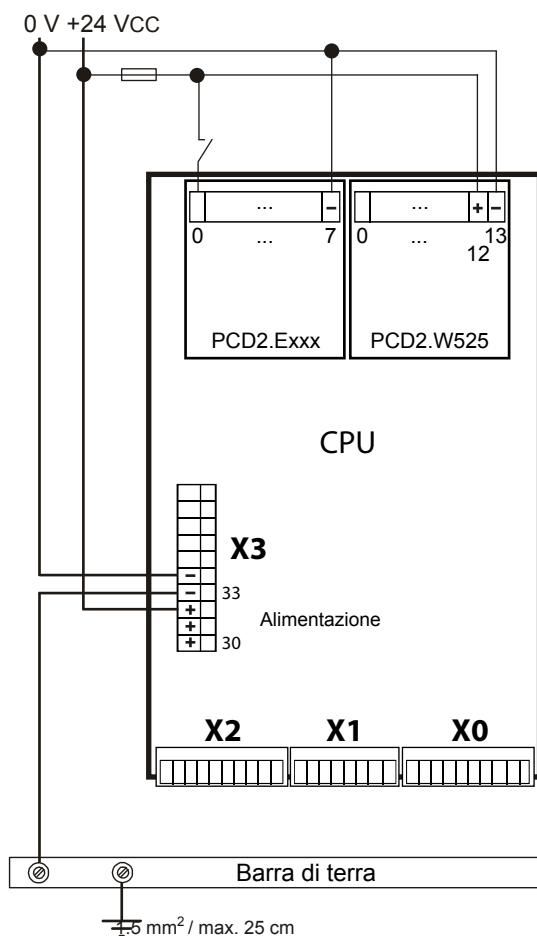 0 V +24 VCC
... - ... + -
0 ... 7 0 ... 13
12
PCD2.Exxx PCD2.W525
CPU
X3
-
- 33
+
+ Alimentazione
+ 30
X2 X1 X0
Barra di terra
1.5 mm² / max. 25 cm